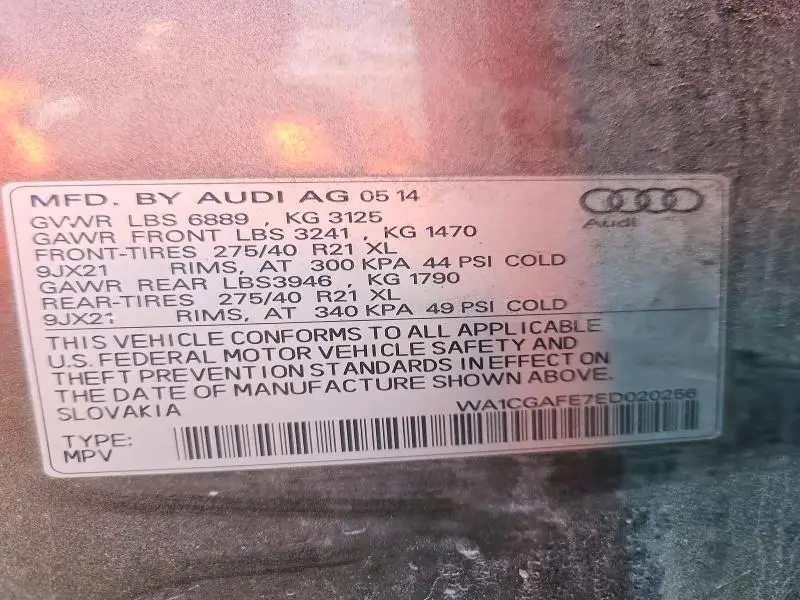 MFD. BY AUDI AG 05 14
Audi
GVWR LBS 6889 , KG 3125
GAWR FRONT LBS 3241 , KG 1470
FRONT-TIRES 275/40 R21 XL
9JX21 RIMS, AT 300 KPA 44 PSI COLD
GAWR REAR LBS3946 , KG 1790
REAR-TIRES 275/40 R21 XL
9JX21 RIMS, AT 340 KPA 49 PSI COLD
THIS VEHICLE CONFORMS TO ALL APPLICABLE
U.S. FEDERAL MOTOR VEHICLE SAFETY AND
THEFT PREVENTION STANDARDS IN EFFECT ON
THE DATE OF MANUFACTURE SHOWN ABOVE.
SLOVAKIA WA1CGAFE7ED020256
TYPE:
MPV